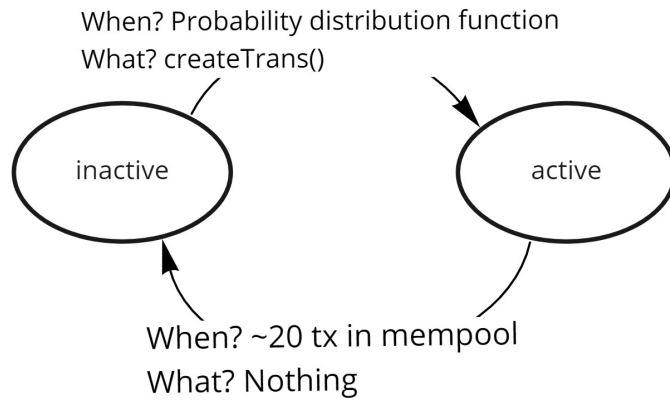 When? Probability distribution function
What? createTrans()
inactive
active
When? ~20 tx in mempool
What? Nothing